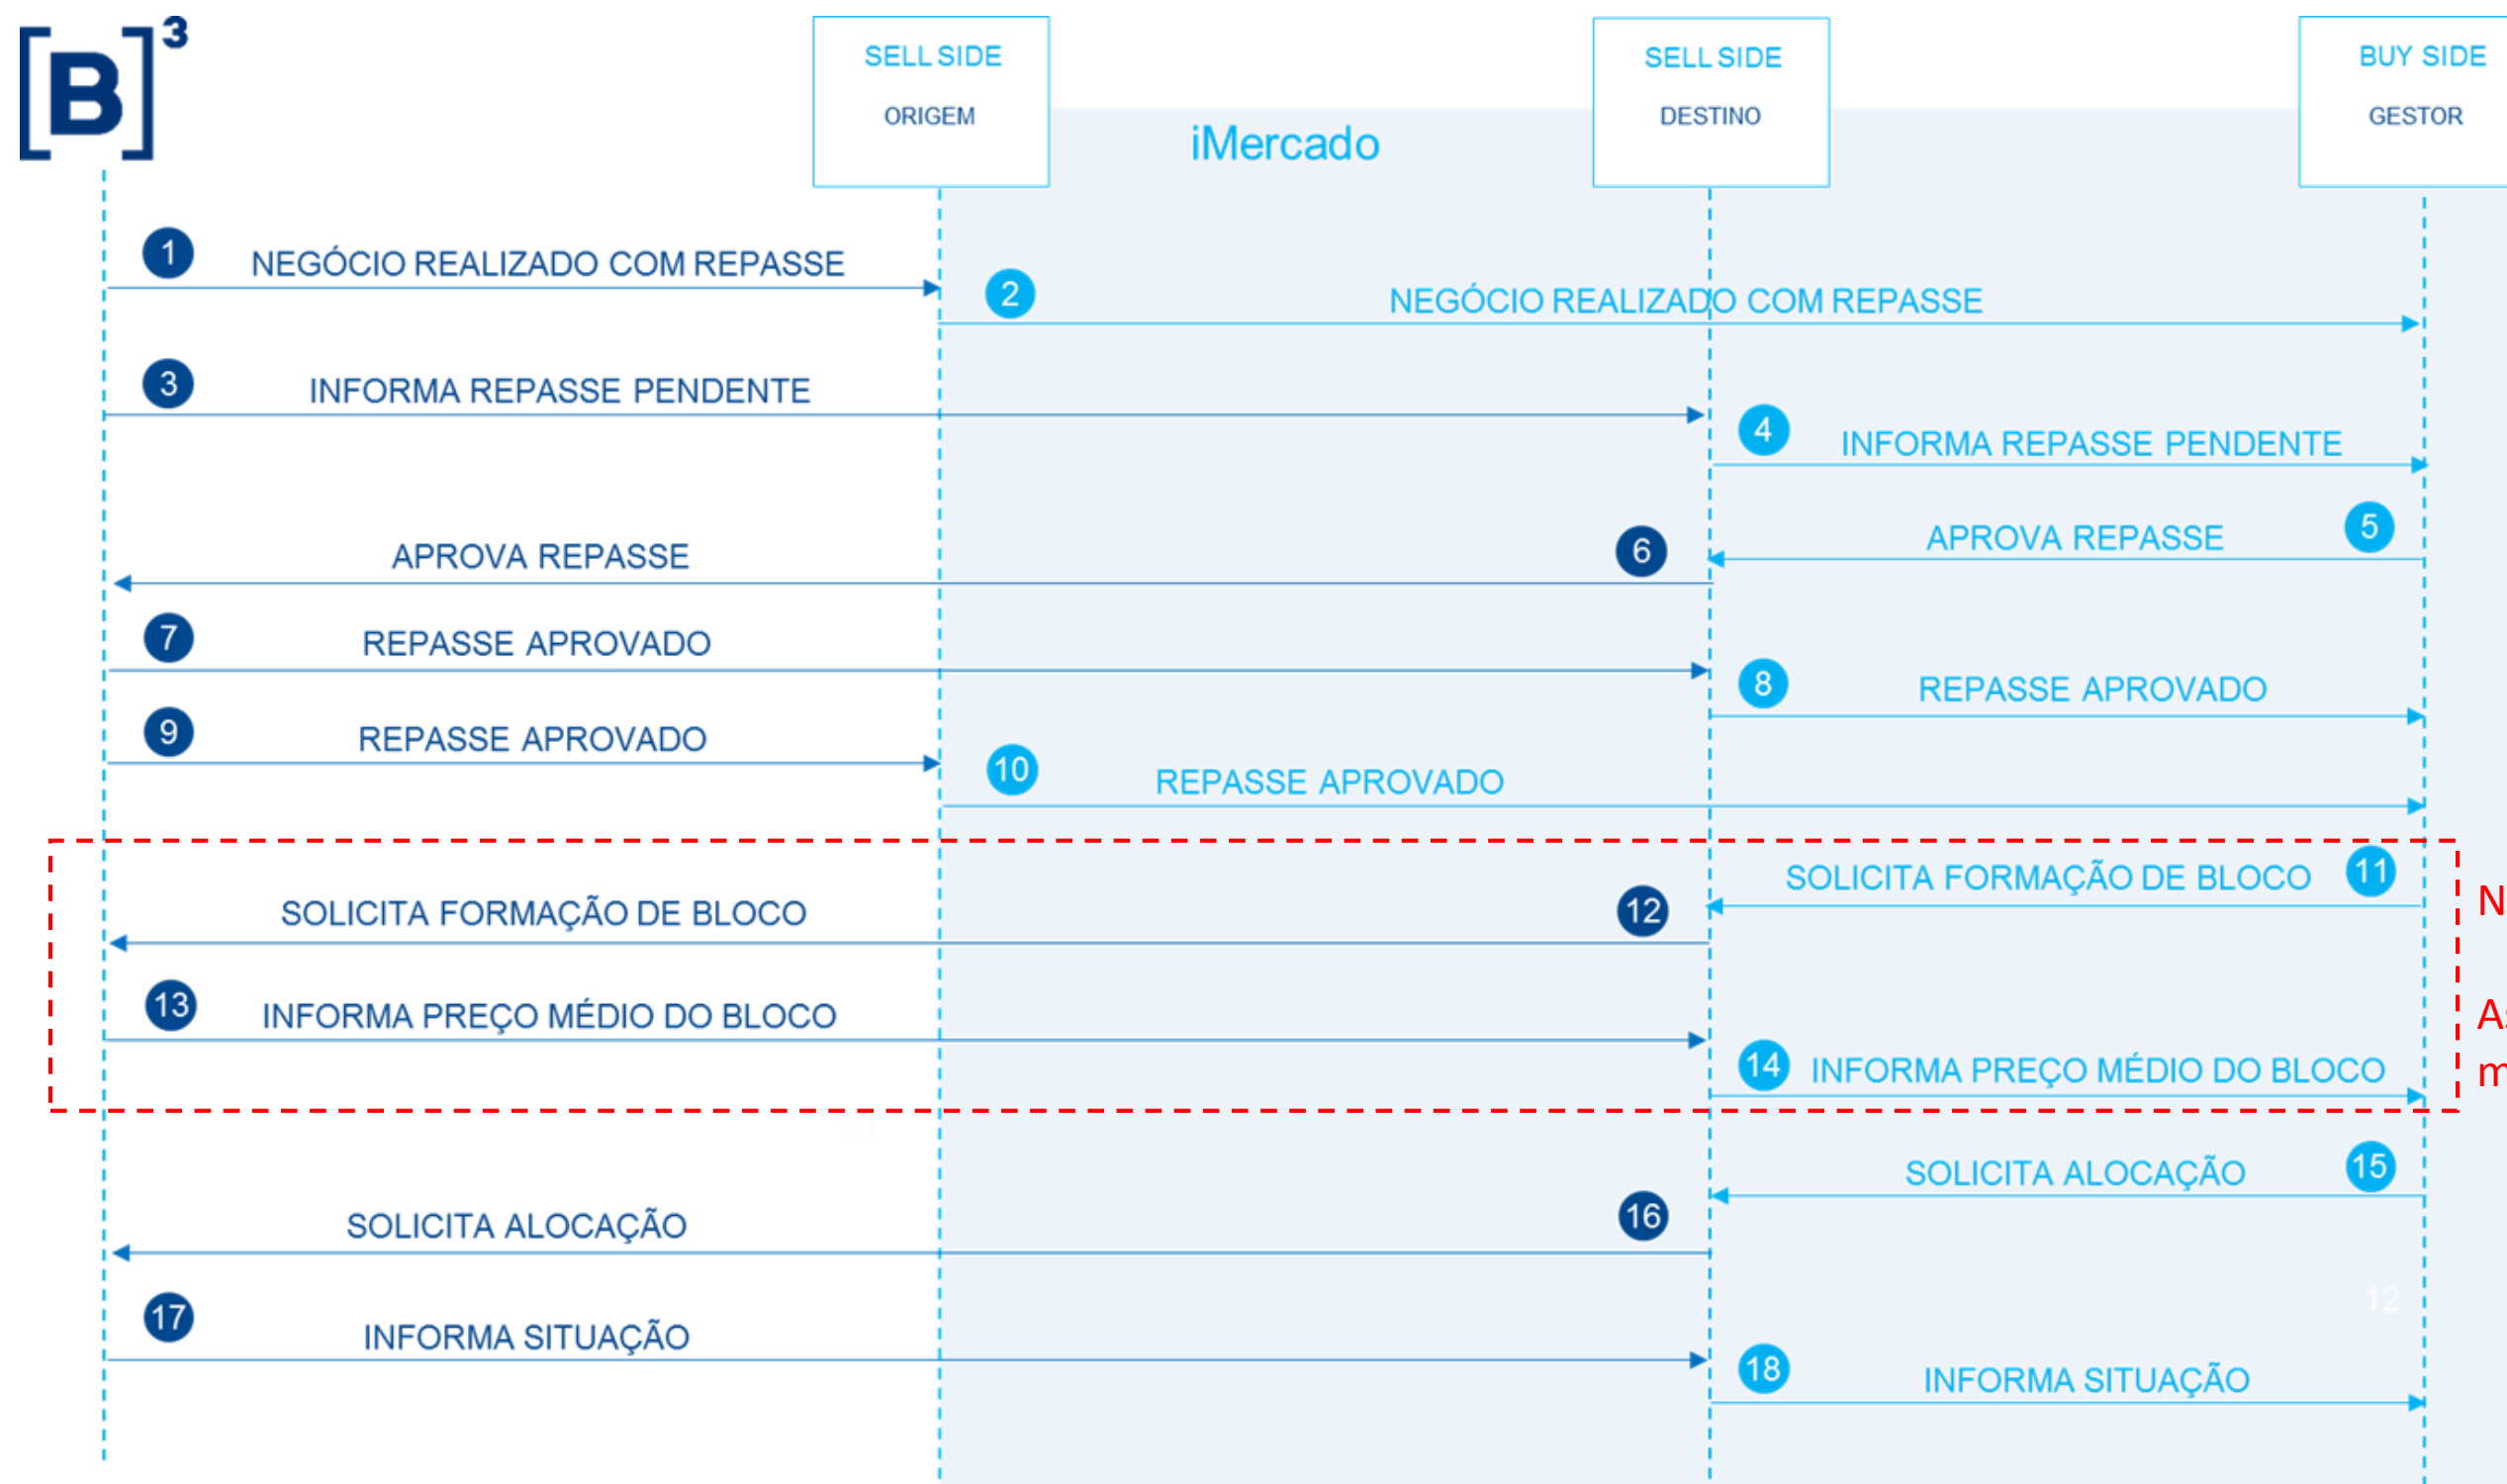 [B]³
SELL SIDE
ORIGEM
SELL SIDE
DESTINO
BUY SIDE
GESTOR
iMercado
1 NEGÓCIO REALIZADO COM REPASSE
2 NEGÓCIO REALIZADO COM REPASSE
3 INFORMA REPASSE PENDENTE
4 INFORMA REPASSE PENDENTE
APROVA REPASSE 5
APROVA REPASSE 6
7 REPASSE APROVADO
8 REPASSE APROVADO
9 REPASSE APROVADO
10 REPASSE APROVADO
SOLICITA FORMAÇÃO DE BLOCO 11
SOLICITA FORMAÇÃO DE BLOCO 12
13 INFORMA PREÇO MÉDIO DO BLOCO
14 INFORMA PREÇO MÉDIO DO BLOCO
SOLICITA ALOCAÇÃO 15
SOLICITA ALOCAÇÃO 16
12
17 INFORMA SITUAÇÃO
18 INFORMA SITUAÇÃO